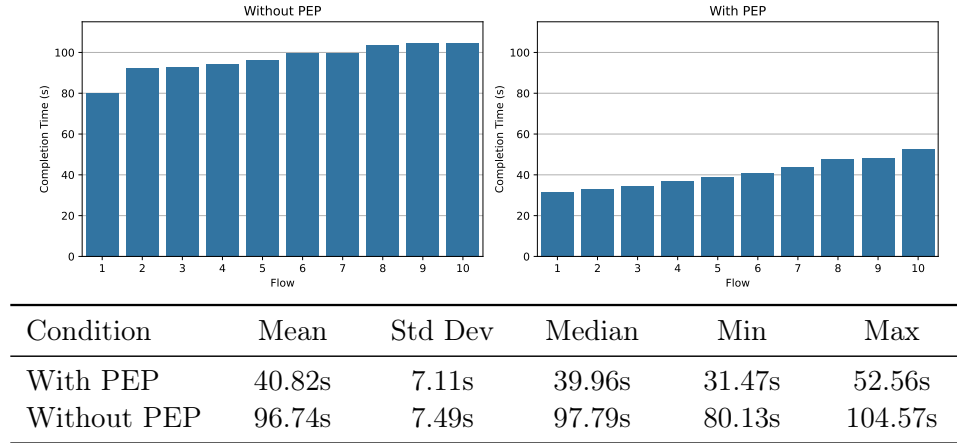 Without PEP
Completion Time (s)
0
20
40
60
80
100
1 2 3 4 5 6 7 8 9 10
Flow
With PEP
Completion Time (s)
0
20
40
60
80
100
1 2 3 4 5 6 7 8 9 10
Flow
Condition Mean Std Dev Median Min Max
With PEP 40.82s 7.11s 39.96s 31.47s 52.56s
Without PEP 96.74s 7.49s 97.79s 80.13s 104.57s